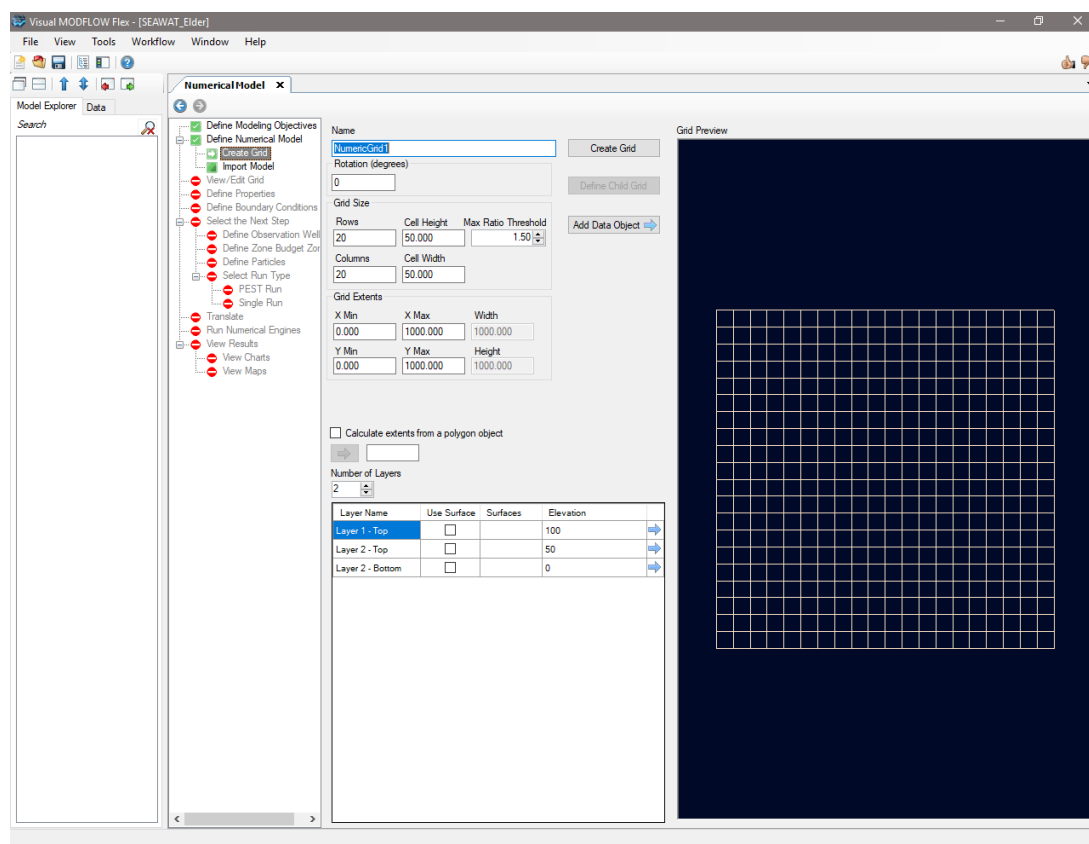 Visual MODFLOW Flex - [SEAWAT_Elder]
File View Tools Workflow Window Help
Numerical Model X
Model Explorer Data
Search
Define Modeling Objectives
Define Numerical Model
Create Grid
Import Model
View/Edit Grid
Define Properties
Define Boundary Conditions
Select the Next Step
Define Observation Well
Define Zone Budget Zor
Define Particles
Select Run Type
PEST Run
Single Run
Translate
Run Numerical Engines
View Results
View Charts
View Maps
Name
NumericGrid1
Create Grid
Rotation (degrees)
0
Define Child Grid
Grid Size
Rows Cell Height Max Ratio Threshold
20 50.000 1.50
Add Data Object
Columns Cell Width
20 50.000
Grid Extents
X Min X Max Width
0.000 1000.000 1000.000
Y Min Y Max Height
0.000 1000.000 1000.000
Calculate extents from a polygon object
Number of Layers
2
Layer Name Use Surface Surfaces Elevation
Layer 1 - Top 100
Layer 2 - Top 50
Layer 2 - Bottom 0
Grid Preview